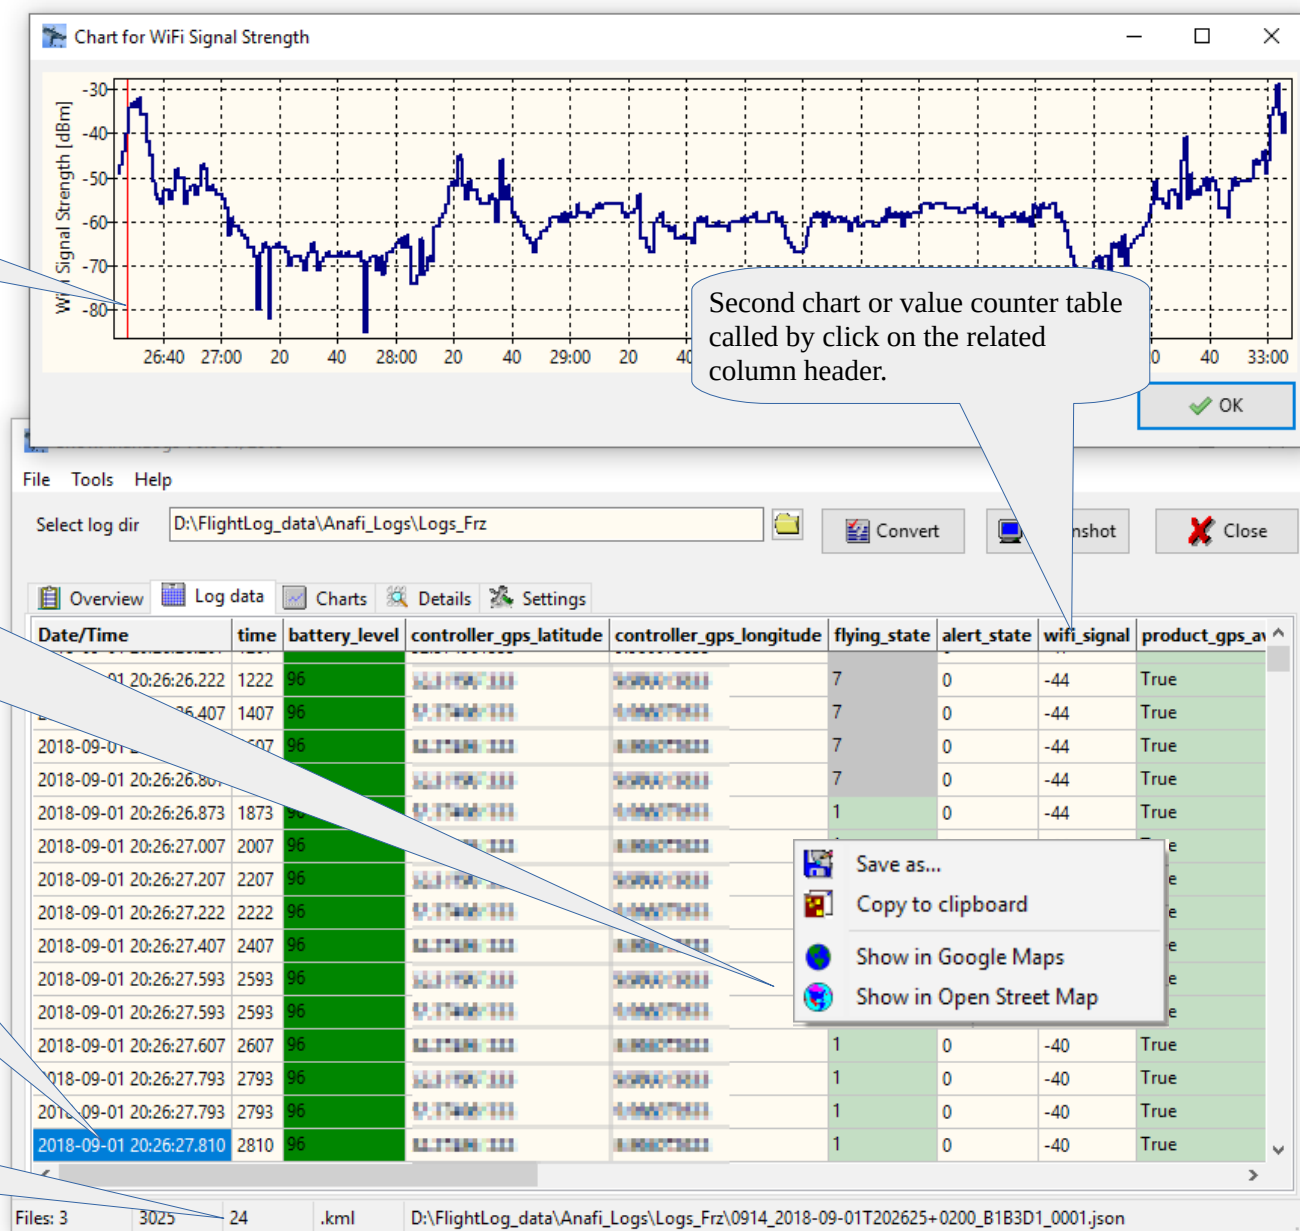 Chart for WiFi Signal Strength
WiFi Signal Strength [dBm]
-30
-40
-50
-60
-70
-80
26:40 27:00 20 40 28:00 20 40 29:00 20 40 33:00
Second chart or value counter table
called by click on the related
column header.
OK
File Tools Help
Select log dir D:\FlightLog_data\Anafi_Logs\Logs_Frz Convert Close
Overview Log data Charts Details Settings
Date/Time time battery_level controller_gps_latitude controller_gps_longitude flying_state alert_state wifi_signal
20:26:26.222 1222 96 7 0 -44 True
1407 96 7 0 -44 True
2018-09-01 96 7 0 -44 True
2018-09-01 7 0 -44 True
2018-09-01 20:26:26.873 1873 1 0 -44 True
2018-09-01 20:26:27.007 2007 96
2018-09-01 20:26:27.207 2207 96
2018-09-01 20:26:27.222 2222 96
2018-09-01 20:26:27.407 2407 96
2018-09-01 20:26:27.593 2593 96
2018-09-01 20:26:27.593 2593 96
2018-09-01 20:26:27.607 2607 96 1 0 -40 True
2018-09-01 20:26:27.793 2793 96 1 0 -40 True
2018-09-01 20:26:27.793 2793 96 1 0 -40 True
2018-09-01 20:26:27.810 2810 96 1 0 -40 True
Save as...
Copy to clipboard
Show in Google Maps
Show in Open Street Map
Files: 3 3025 24 .kml D:\FlightLog_data\Anafi_Logs\Logs_Frz\0914_2018-09-01T202625+0200_B1B3D1_0001.json